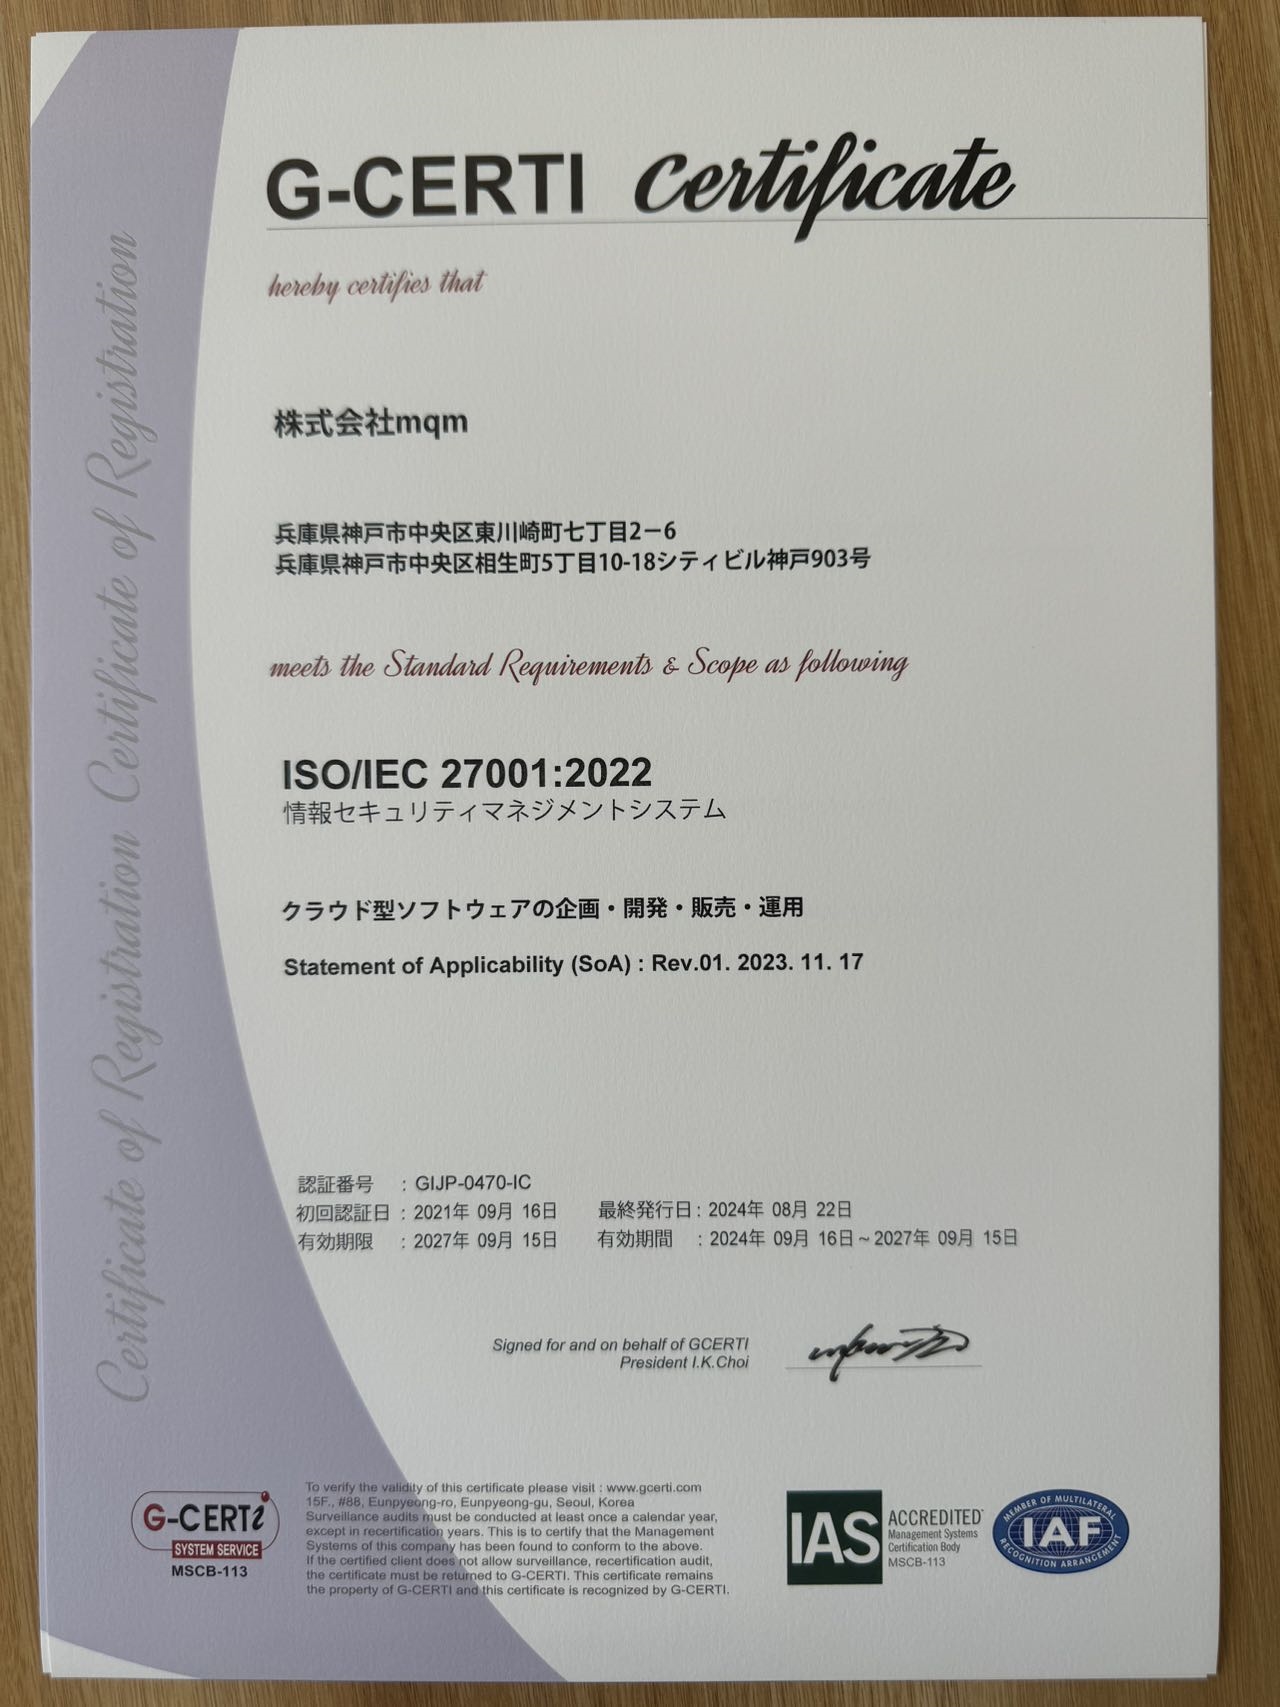 G-CERTI Certificate
hereby certifies that
株式会社mqm
兵庫県神戸市中央区東川崎町七丁目2−6
兵庫県神戸市中央区相生町5丁目10-18シティビル神戸903号
meets the Standard Requirements & Scope as following
ISO/IEC 27001:2022
情報セキュリティマネジメントシステム
クラウド型ソフトウェアの企画・開発・販売・運用
Statement of Applicability (SoA) : Rev.01. 2023. 11. 17
認証番号 : GIJP-0470-IC
初回認証日 : 2021年 09月 16日 最終発行日 : 2024年 08月 22日
有効期限 : 2027年 09月 15日 有効期間 : 2024年 09月 16日~2027年 09月 15日
Signed for and on behalf of GCERTI
President I.K.Choi
Certificate of Registration Certificate of Registration
G-CERTi
SYSTEM SERVICE
MSCB-113
To verify the validity of this certificate please visit : www.gcerti.com
15F., #88, Eunpyeong-ro, Eunpyeong-gu, Seoul, Korea
Surveillance audits must be conducted at least once a calendar year,
except in recertification years. This is to certify that the Management
Systems of this company has been found to conform to the above.
If the certified client does not allow surveillance, recertification audit,
the certificate must be returned to G-CERTI. This certificate remains
the property of G-CERTI and this certificate is recognized by G-CERTI.
IAS
ACCREDITED
Management Systems
Certification Body
MSCB-113
MEMBER OF MULTILATERAL
IAF
RECOGNITION ARRANGEMENT